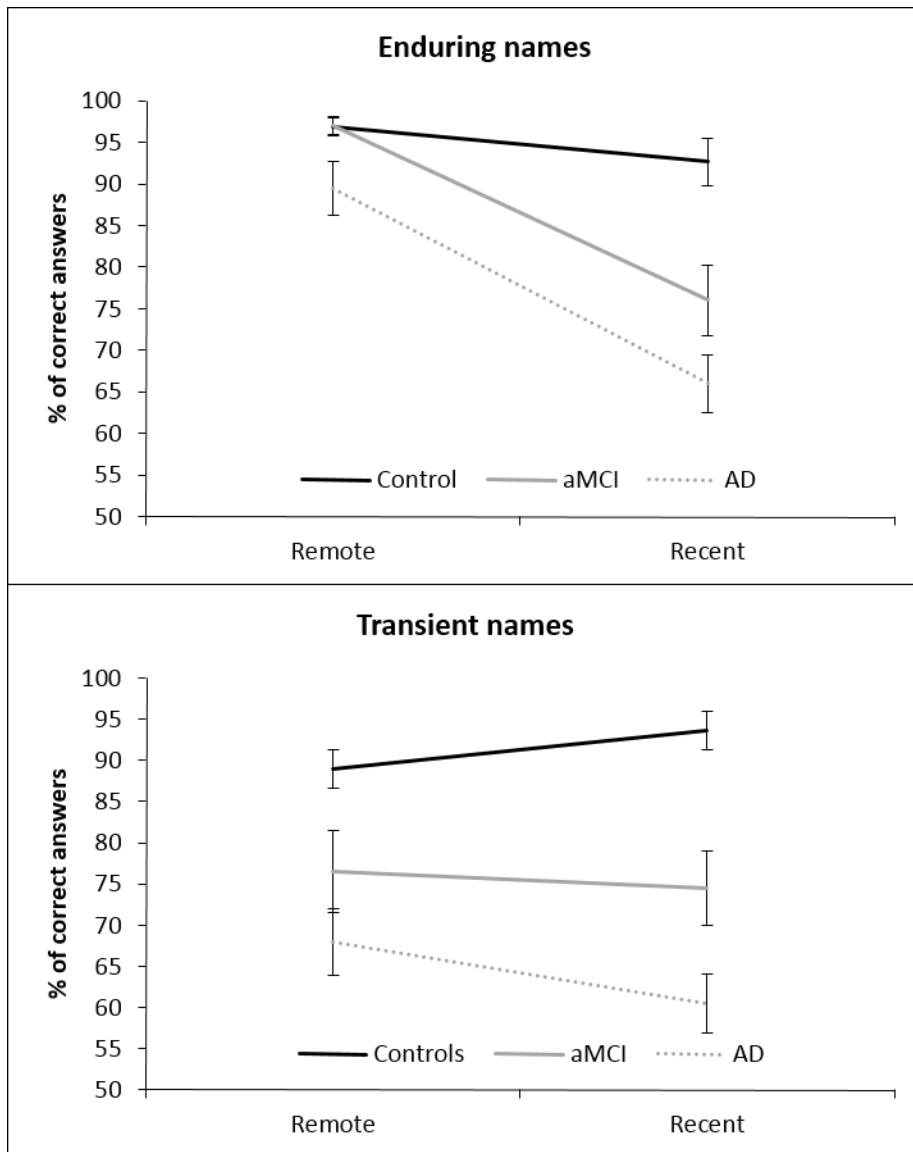 Enduring names
% of correct answers
100
95
90
85
80
75
70
65
60
55
50
Control aMCI AD
Remote Recent
Transient names
% of correct answers
100
95
90
85
80
75
70
65
60
55
50
Controls aMCI AD
Remote Recent